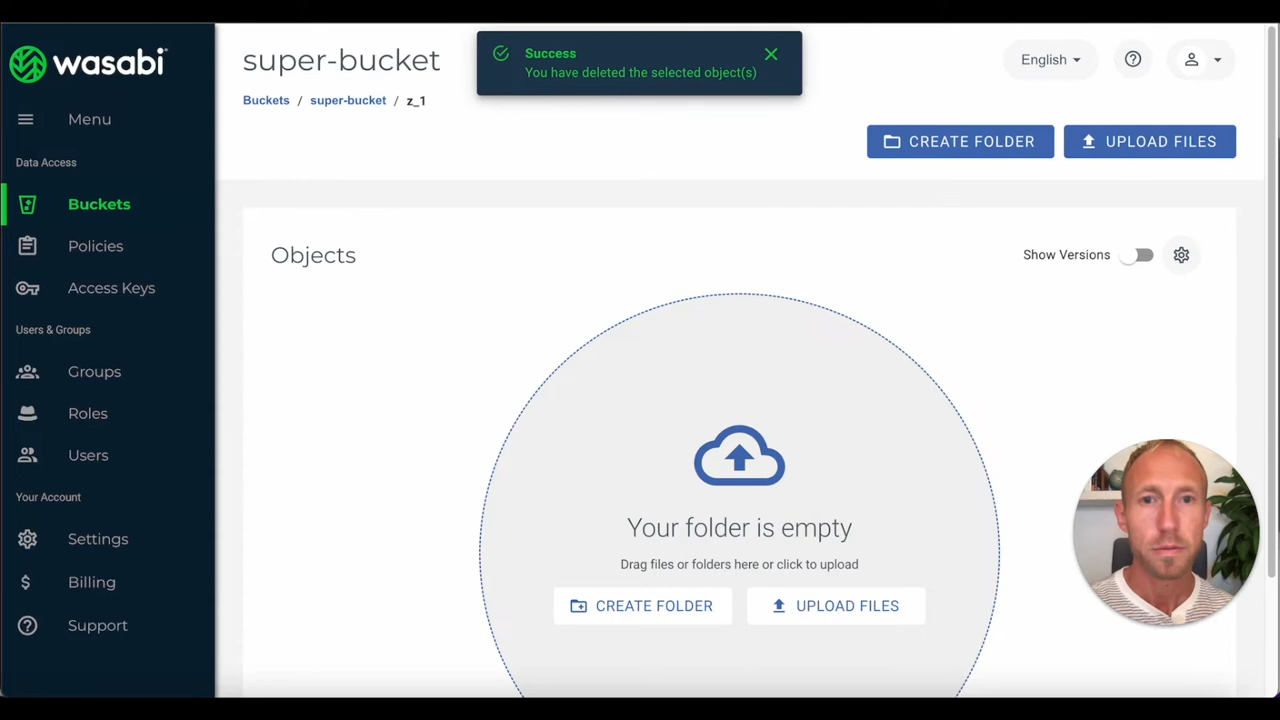 wasabi
Menu
Data Access
Buckets
Policies
Access Keys
Users & Groups
Groups
Roles
Users
Your Account
Settings
Billing
Support
super-bucket
Buckets / super-bucket / z_1
Success
You have deleted the selected object(s)
English
CREATE FOLDER
UPLOAD FILES
Objects
Show Versions
Your folder is empty
Drag files or folders here or click to upload
CREATE FOLDER
UPLOAD FILES